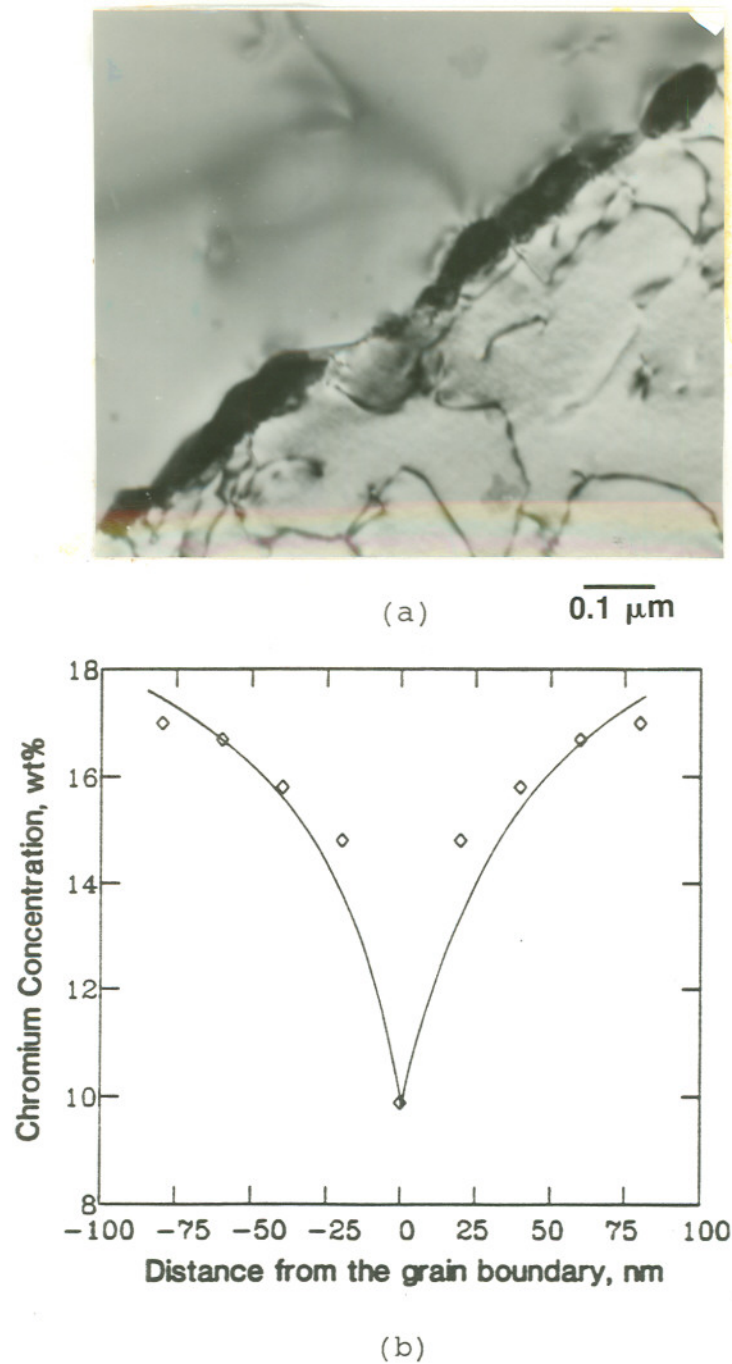 (a)
0.1 μm
18
16
14
12
10
8
Chromium Concentration, wt%
−100 −75 −50 −25 0 25 50 75 100
Distance from the grain boundary, nm
(b)